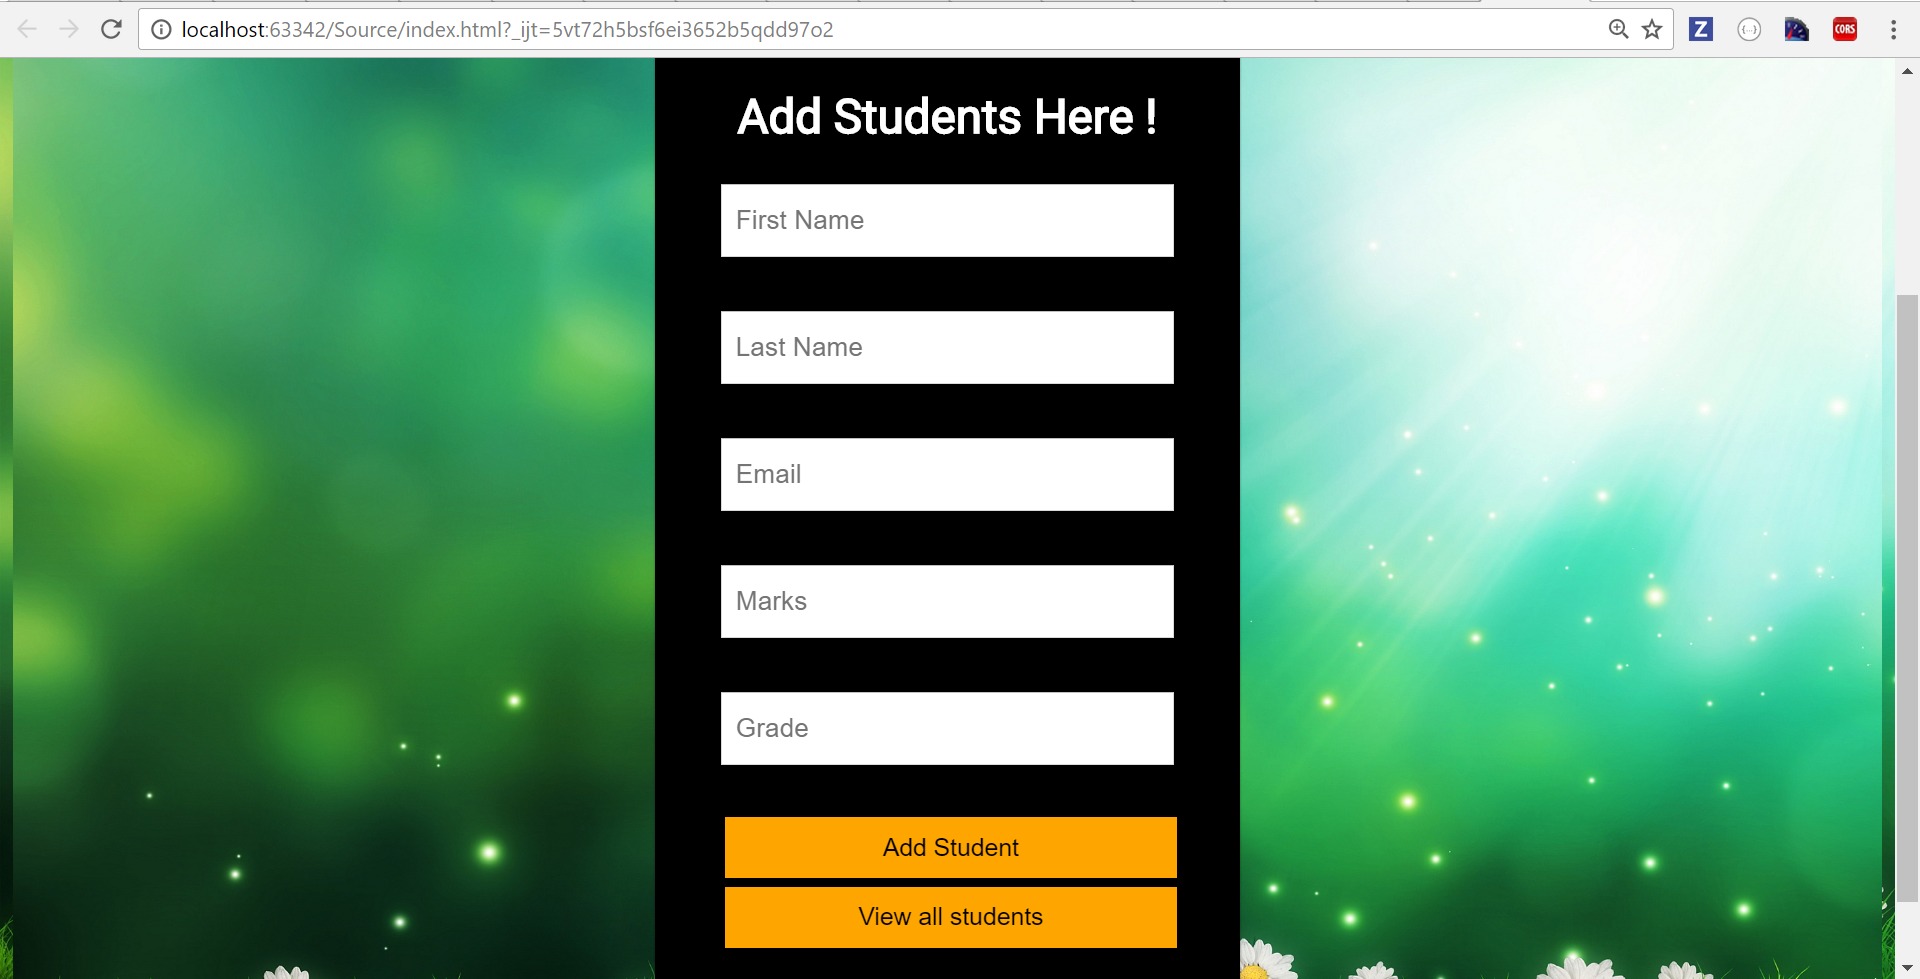 localhost:63342/Source/index.html?_ijt=5vt72h5bsf6ei3652b5qdd97o2
Z
{...}
CORS
Add Students Here !
First Name
Last Name
Email
Marks
Grade
Add Student
View all students